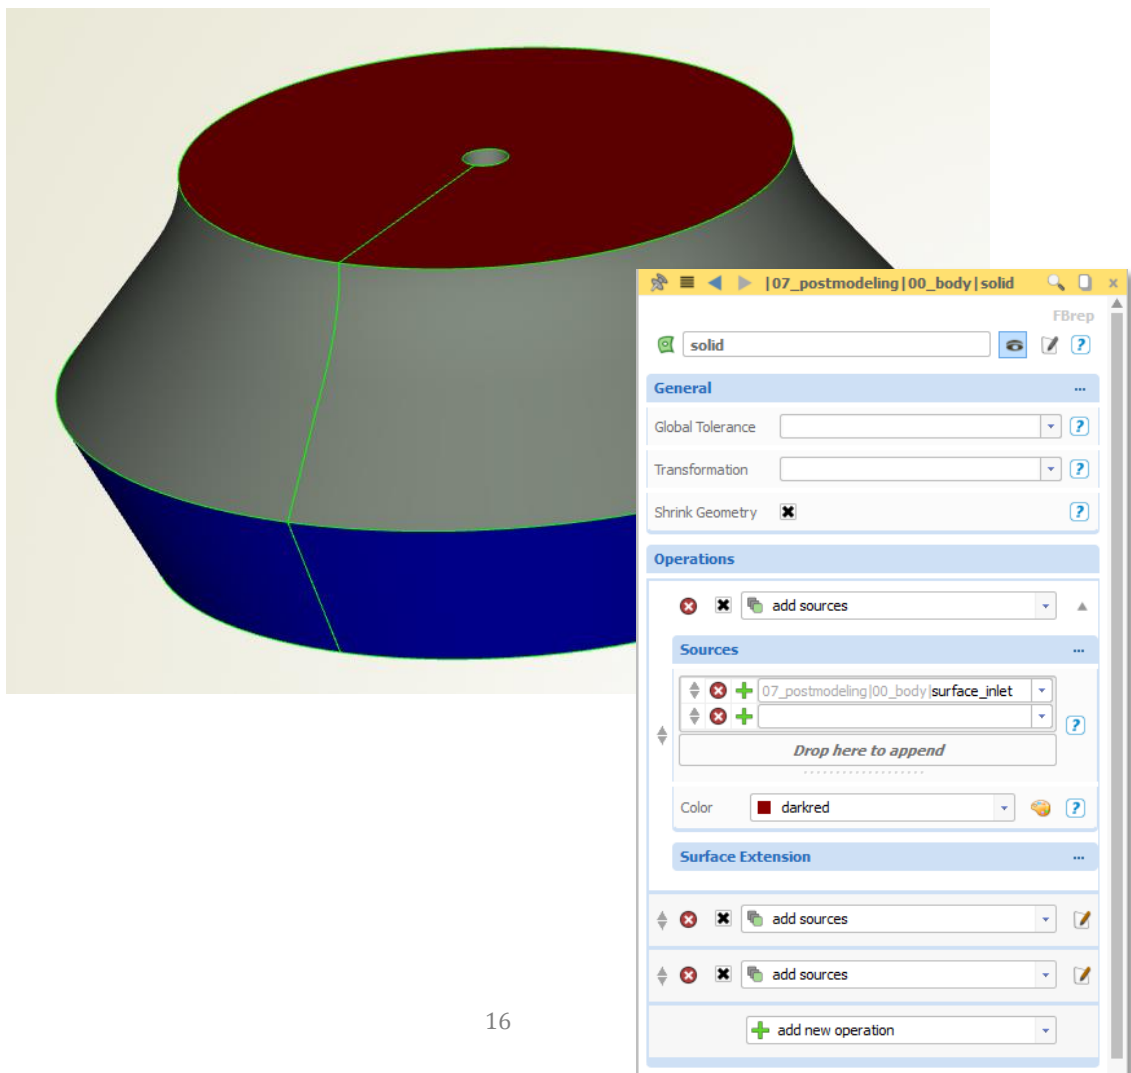 |07_postmodeling|00_body|solid
FBrep
solid
General
Global Tolerance
Transformation
Shrink Geometry
Operations
add sources
Sources
07_postmodeling|00_body|surface_inlet
Drop here to append
Color darkred
Surface Extension
add sources
add sources
add new operation
16